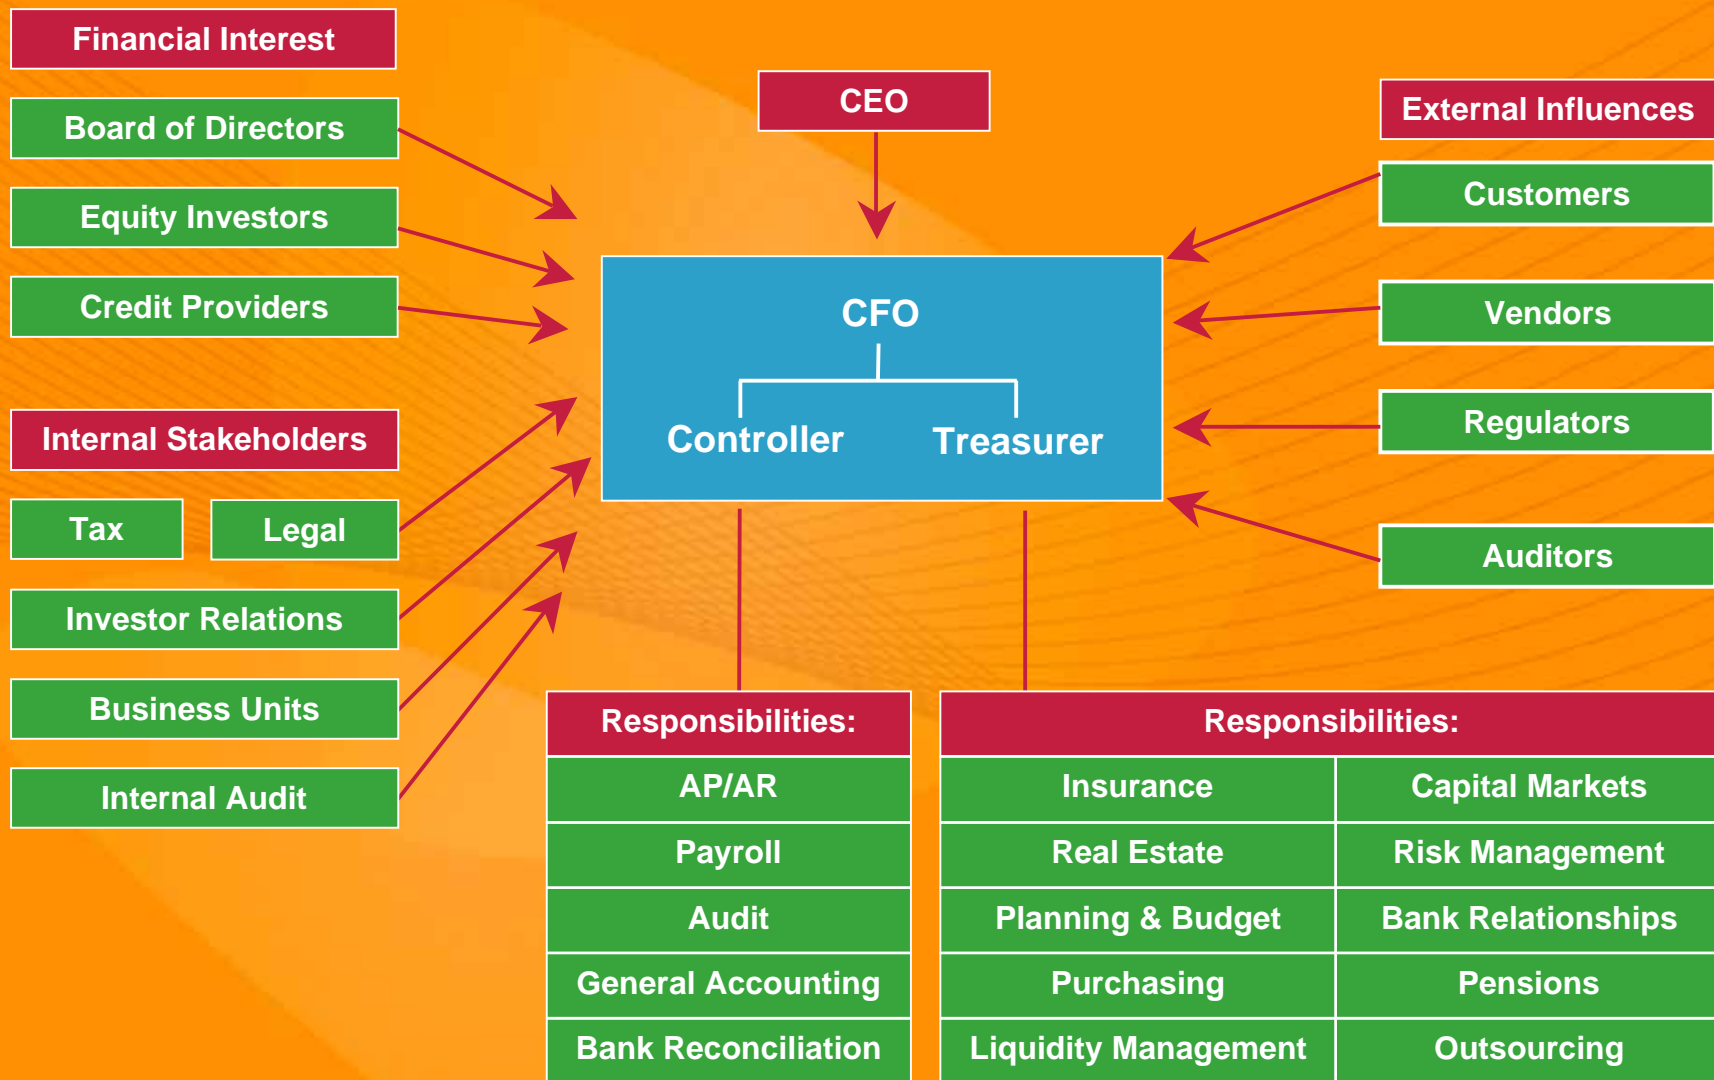 Financial Interest
Board of Directors
Equity Investors
Credit Providers
Internal Stakeholders
Tax
Legal
Investor Relations
Business Units
Internal Audit
CEO
CFO
Controller
Treasurer
External Influences
Customers
Vendors
Regulators
Auditors
Responsibilities:
AP/AR
Payroll
Audit
General Accounting
Bank Reconciliation
Responsibilities:
Insurance
Capital Markets
Real Estate
Risk Management
Planning & Budget
Bank Relationships
Purchasing
Pensions
Liquidity Management
Outsourcing